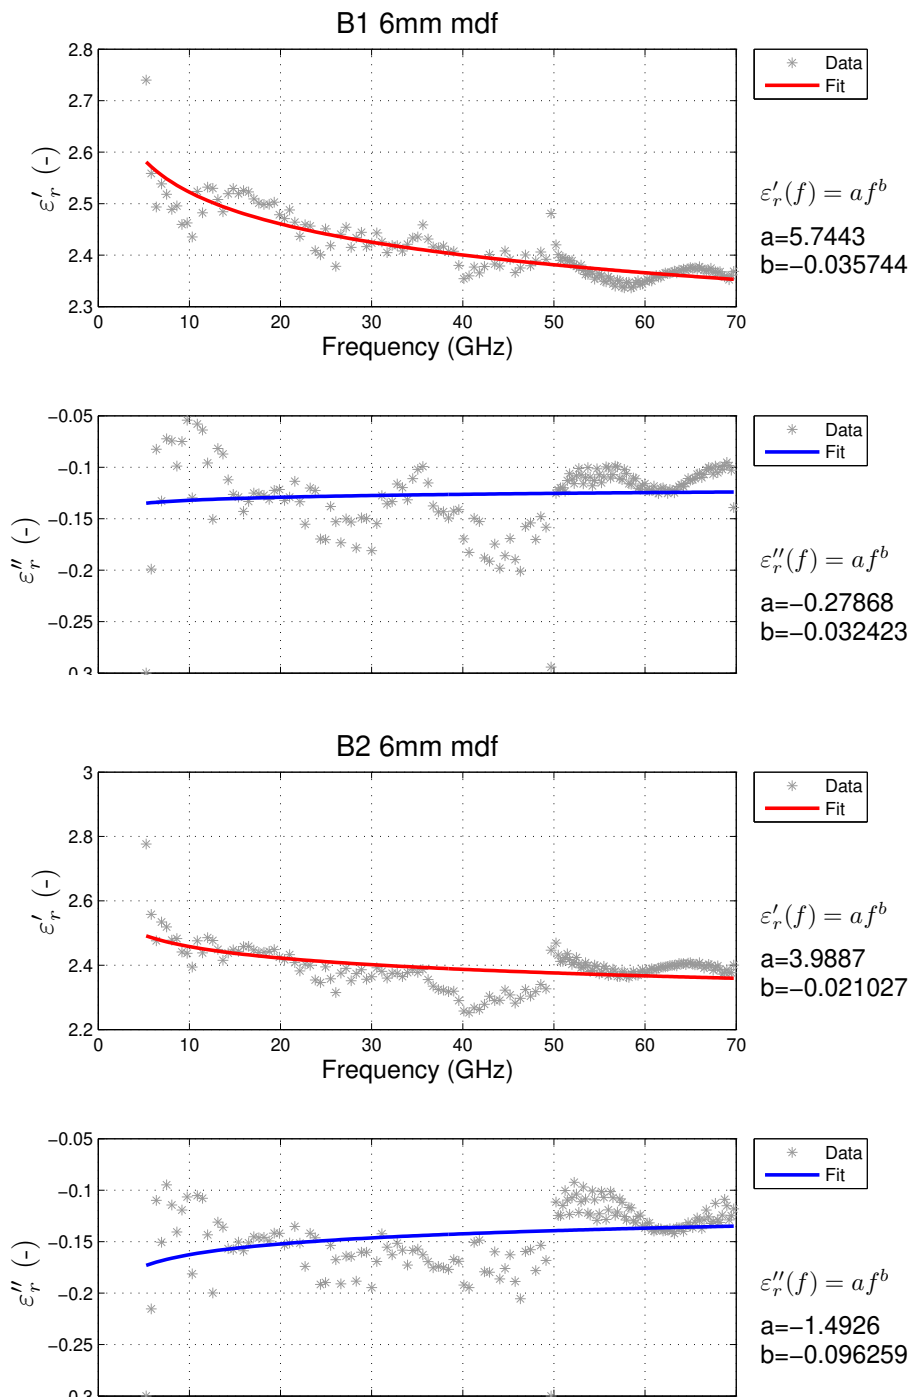 B1 6mm mdf
2.8
2.7
2.6
2.5
2.4
2.3
ε′r (-)
0 10 20 30 40 50 60 70
Frequency (GHz)
Data
Fit
ε′r(f) = af^b
a=5.7443
b=−0.035744
−0.05
−0.1
−0.15
−0.2
−0.25
0.3
ε′′r (-)
Data
Fit
ε′′r(f) = af^b
a=−0.27868
b=−0.032423
B2 6mm mdf
3
2.8
2.6
2.4
2.2
ε′r (-)
0 10 20 30 40 50 60 70
Frequency (GHz)
Data
Fit
ε′r(f) = af^b
a=3.9887
b=−0.021027
−0.05
−0.1
−0.15
−0.2
−0.25
0.3
ε′′r (-)
Data
Fit
ε′′r(f) = af^b
a=−1.4926
b=−0.096259